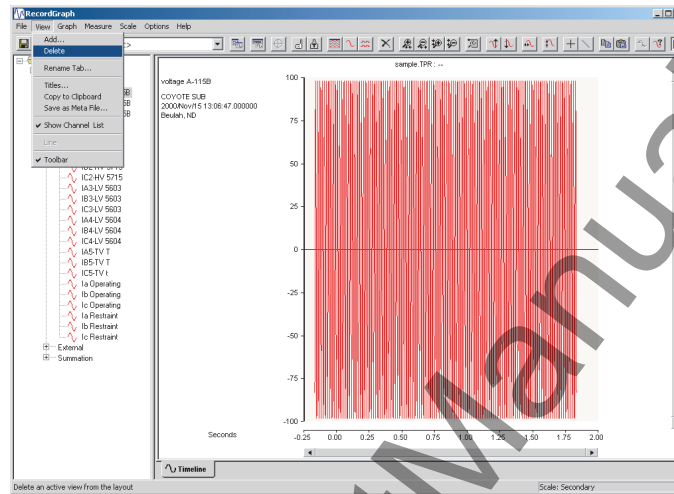 RecordGraph
File View Graph Measure Scale Options Help
Add...
Delete
Rename Tab...
Titles...
Copy to Clipboard
Save as Meta File...
Show Channel List
Line
Toolbar
IC2-HV 5715
IA3-LV 5603
IB3-LV 5603
IC3-LV 5603
IA4-LV 5604
IB4-LV 5604
IC4-LV 5604
IA5-TV T
IB5-TV T
IC5-TV t
Ia Operating
Ib Operating
Ic Operating
Ia Restraint
Ib Restraint
Ic Restraint
External
Summation
sample.TPR : --
voltage A-115B
COYOTE SUB
2000/Nov/15 13:06:47.000000
Beulah, ND
100
75
50
25
0
-25
-50
-75
-100
Seconds
-0.25 0.00 0.25 0.50 0.75 1.00 1.25 1.50 1.75 2.00
Timeline
Delete an active view from the layout
Scale: Secondary
Manua